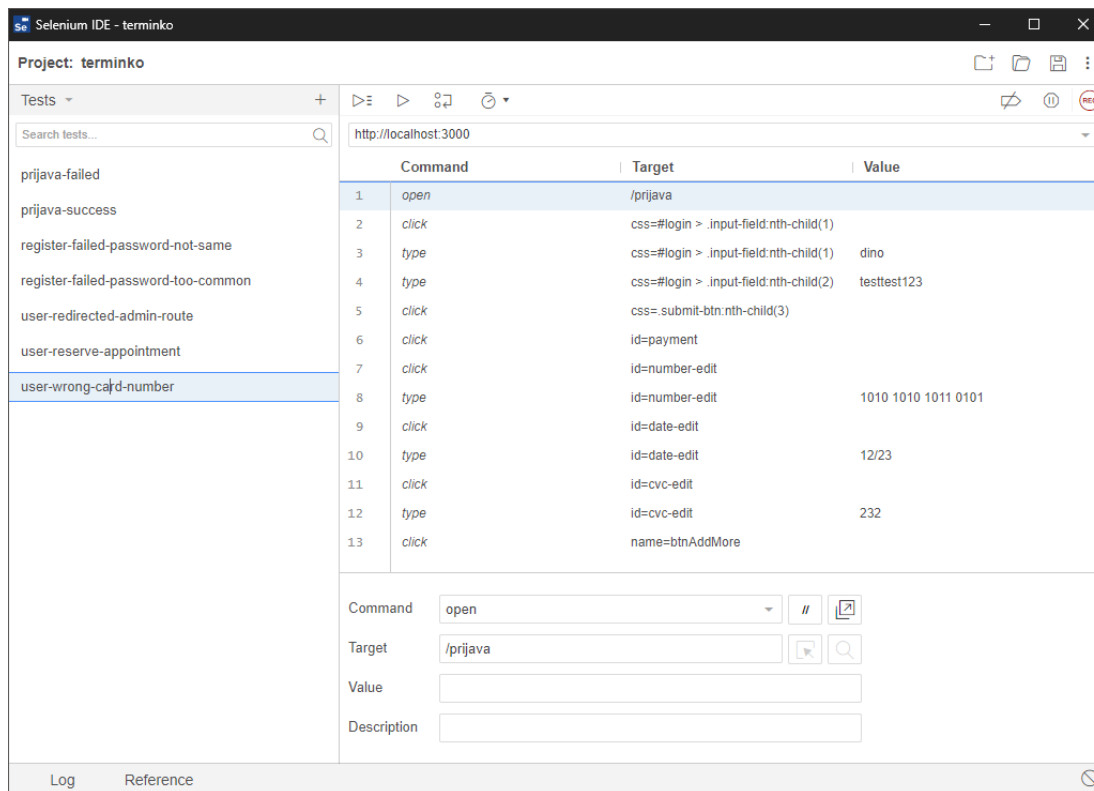 Se Selenium IDE - terminko
Project: terminko
Tests
Search tests...
prijava-failed
prijava-success
register-failed-password-not-same
register-failed-password-too-common
user-redirected-admin-route
user-reserve-appointment
user-wrong-card-number
REC
http://localhost:3000
Command Target Value
1 open /prijava
2 click css=#login > .input-field:nth-child(1)
3 type css=#login > .input-field:nth-child(1) dino
4 type css=#login > .input-field:nth-child(2) testtest123
5 click css=.submit-btn:nth-child(3)
6 click id=payment
7 click id=number-edit
8 type id=number-edit 1010 1010 1011 0101
9 click id=date-edit
10 type id=date-edit 12/23
11 click id=cvc-edit
12 type id=cvc-edit 232
13 click name=btnAddMore
Command open //
Target /prijava
Value
Description
Log Reference